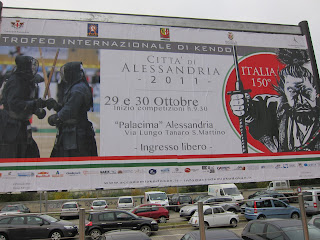 TROFEO INTERNAZIONALE DI KENDO
CITTA' DI
ALESSANDRIA
- 2011 -
29 e 30 Ottobre
Inizio competizioni h 9.30
"Palacima" Alessandria
Via Lungo Tanaro S.Martino
- Ingresso libero -
ITALIA
150°